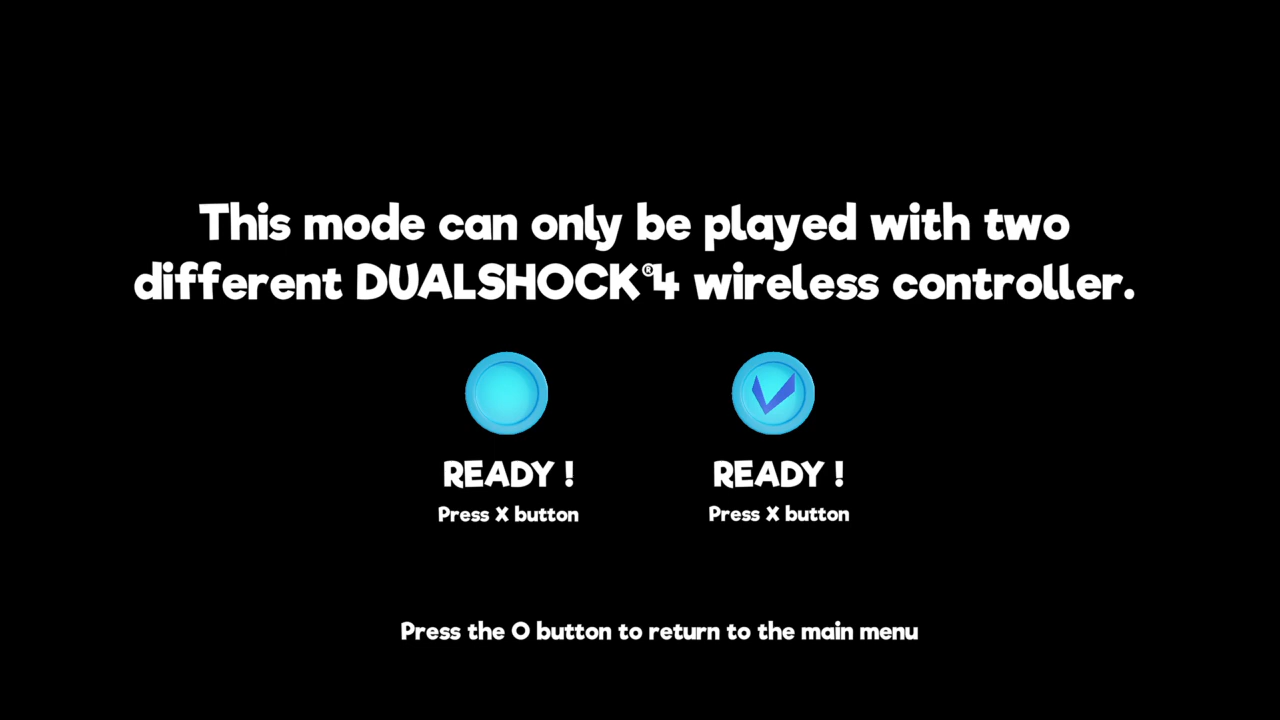 This mode can only be played with two
different DUALSHOCK®4 wireless controller.
READY ! READY !
Press X button Press X button
Press the O button to return to the main menu